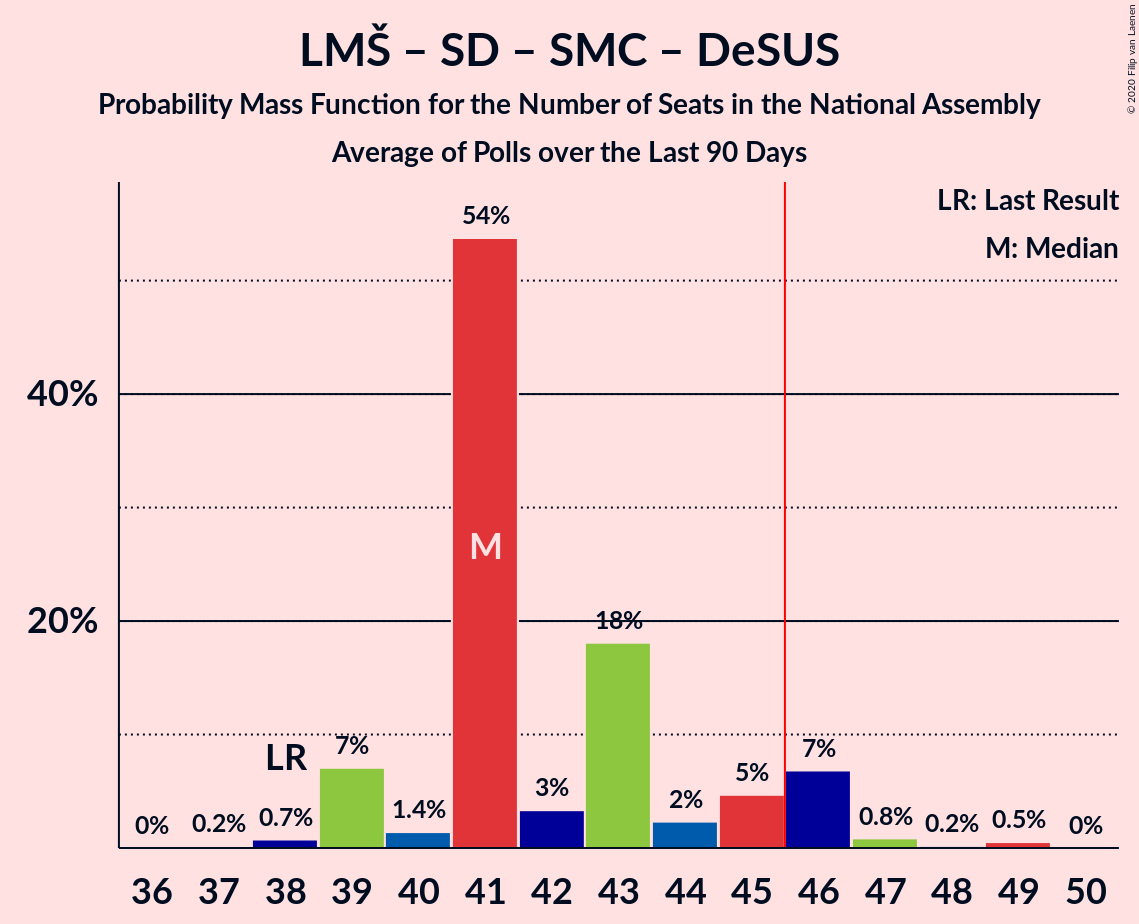 LMŠ – SD – SMC – DeSUS
Probability Mass Function for the Number of Seats in the National Assembly
Average of Polls over the Last 90 Days
© 2020 Filip van Laenen
LR: Last Result
M: Median
54%
40%
M
20%
18%
LR
7%
7%
5%
3%
2%
1.4%
0% 0.2% 0.7%
0.8% 0.2% 0.5% 0%
36 37 38 39 40 41 42 43 44 45 46 47 48 49 50